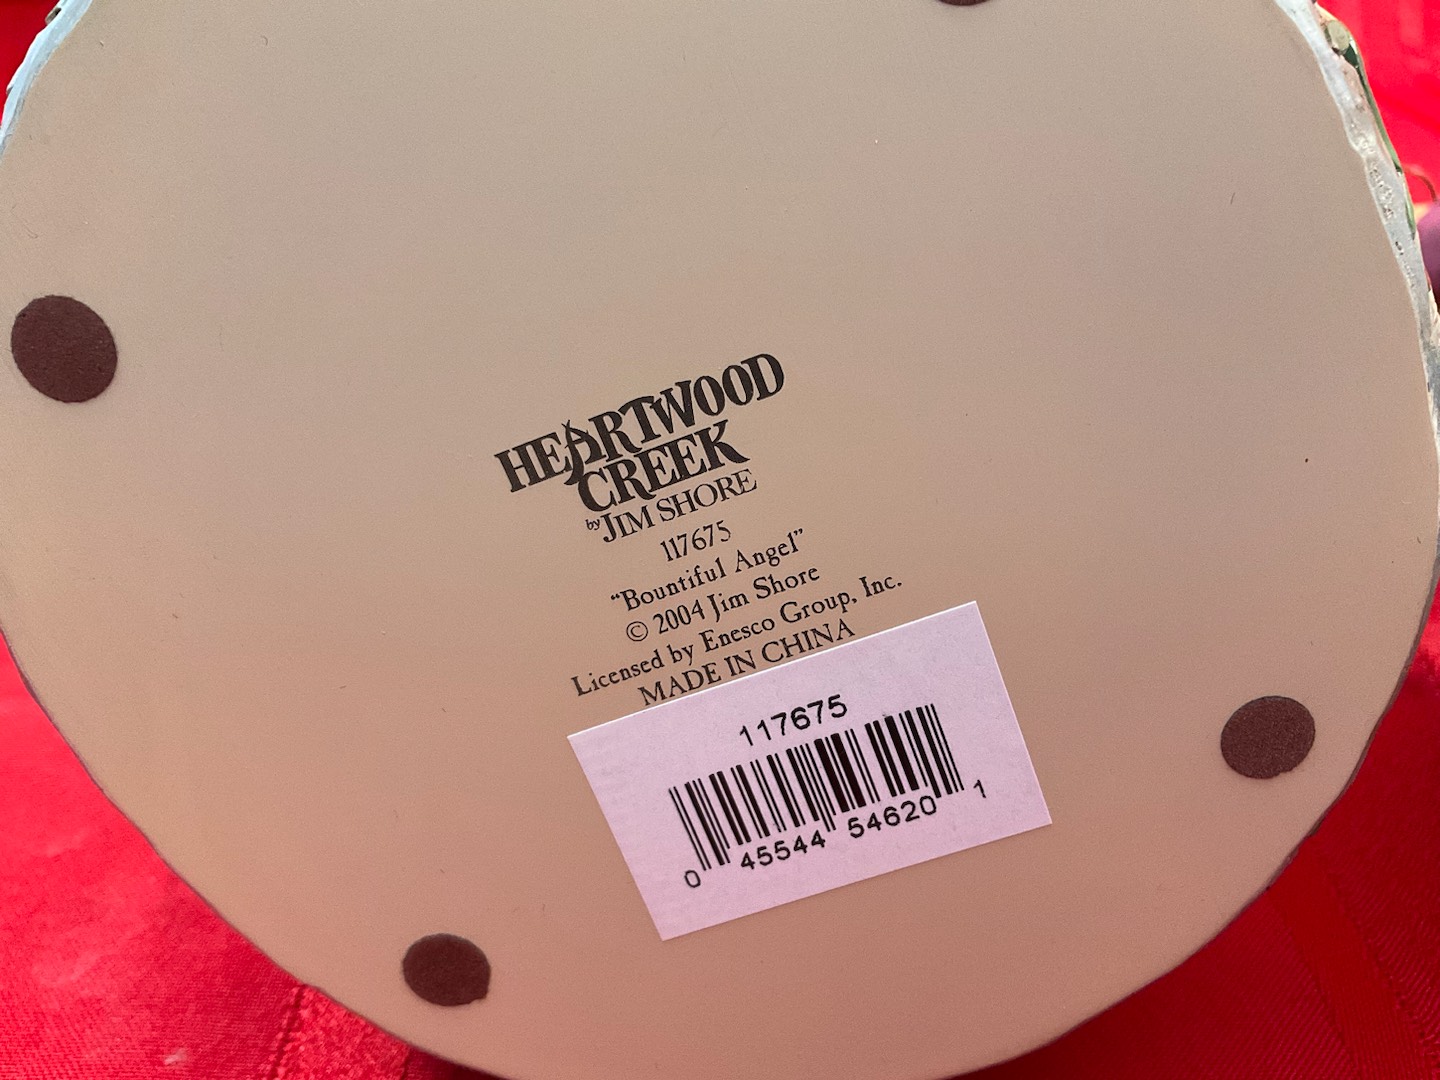 HEARTWOOD
CREEK
by JIM SHORE
117675
“Bountiful Angel”
© 2004 Jim Shore
Licensed by Enesco Group, Inc.
MADE IN CHINA
117675
0 45544 54620 1